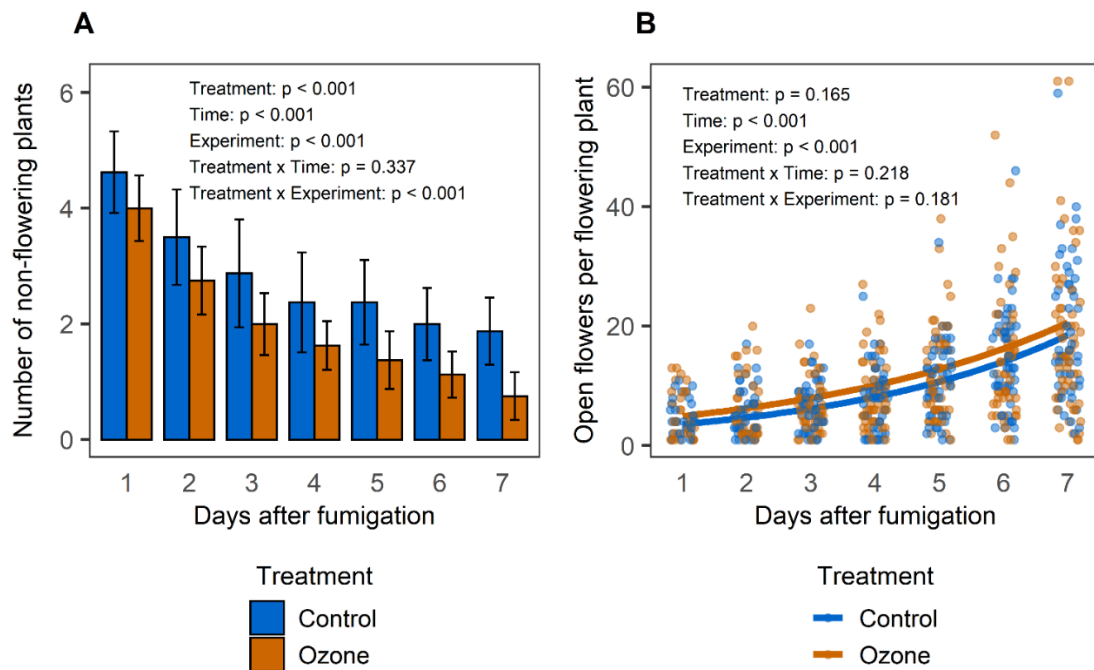 A
Number of non-flowering plants
6
4
2
0
Treatment: p < 0.001
Time: p < 0.001
Experiment: p < 0.001
Treatment x Time: p = 0.337
Treatment x Experiment: p < 0.001
1 2 3 4 5 6 7
Days after fumigation
Treatment
Control
Ozone
B
Open flowers per flowering plant
60
40
20
0
Treatment: p = 0.165
Time: p < 0.001
Experiment: p < 0.001
Treatment x Time: p = 0.218
Treatment x Experiment: p = 0.181
1 2 3 4 5 6 7
Days after fumigation
Treatment
Control
Ozone